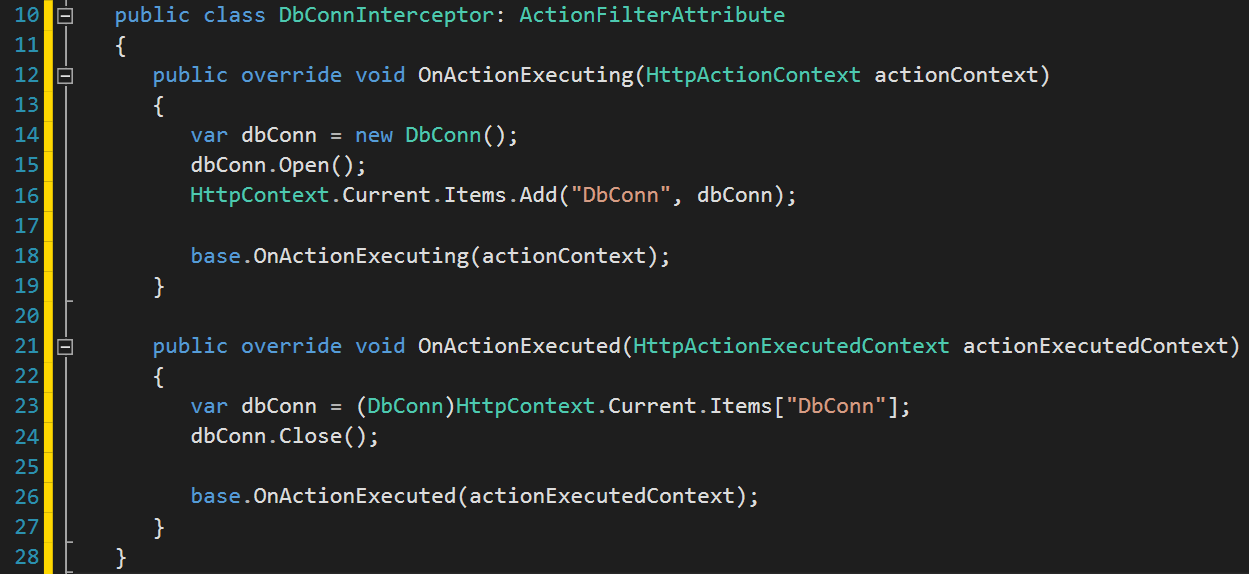 10 public class DbConnInterceptor: ActionFilterAttribute
11 {
12 public override void OnActionExecuting(HttpActionContext actionContext)
13 {
14 var dbConn = new DbConn();
15 dbConn.Open();
16 HttpContext.Current.Items.Add("DbConn", dbConn);
17
18 base.OnActionExecuting(actionContext);
19 }
20
21 public override void OnActionExecuted(HttpActionExecutedContext actionExecutedContext)
22 {
23 var dbConn = (DbConn)HttpContext.Current.Items["DbConn"];
24 dbConn.Close();
25
26 base.OnActionExecuted(actionExecutedContext);
27 }
28 }